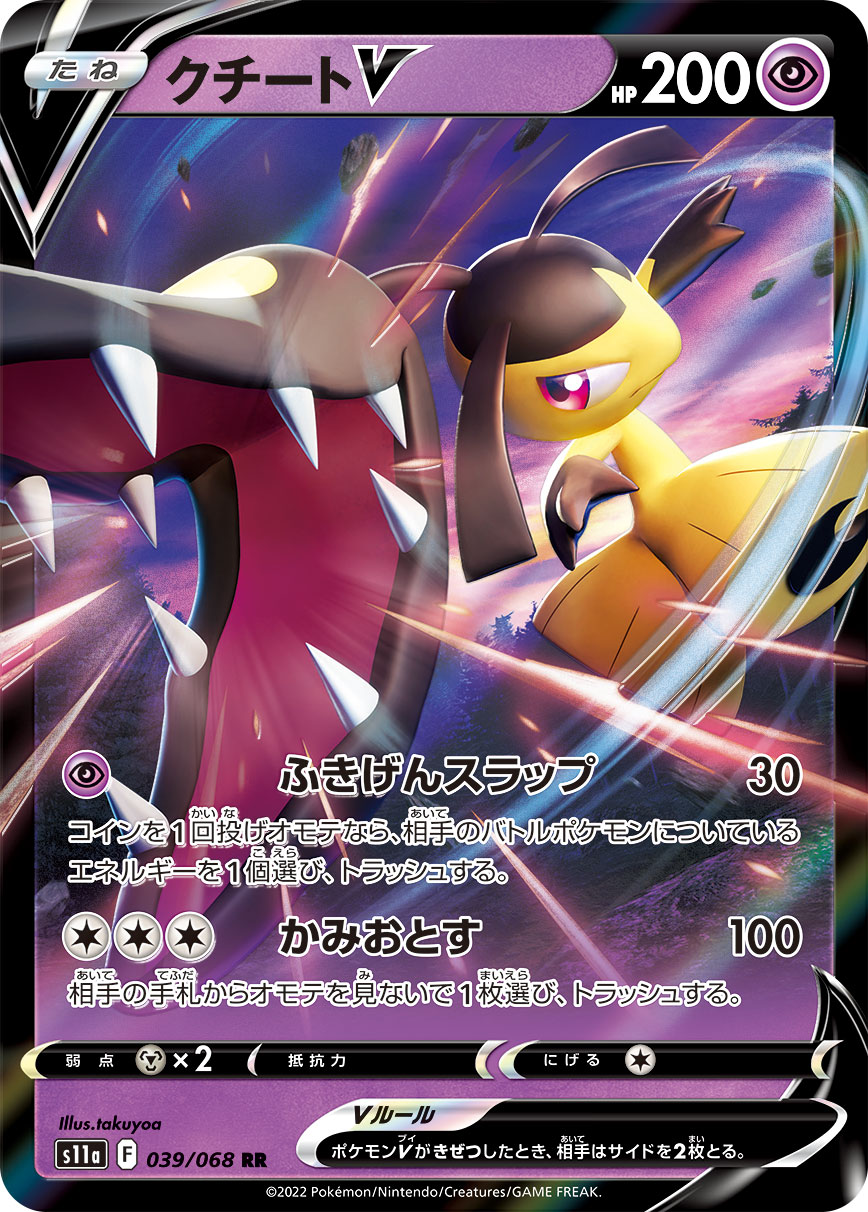 たね
クチートV
HP 200
ふきげんスラップ 30
コインを1回投げオモテなら、相手のバトルポケモンについている
エネルギーを1個選び、トラッシュする。
かみおとす 100
相手の手札からオモテを見ないで1枚選び、トラッシュする。
弱点 ×2 抵抗力 にげる
Illus.takuyoa
Vルール
ポケモンVがきぜつしたとき、相手はサイドを2枚とる。
s11a F 039/068 RR
©2022 Pokémon/Nintendo/Creatures/GAME FREAK.